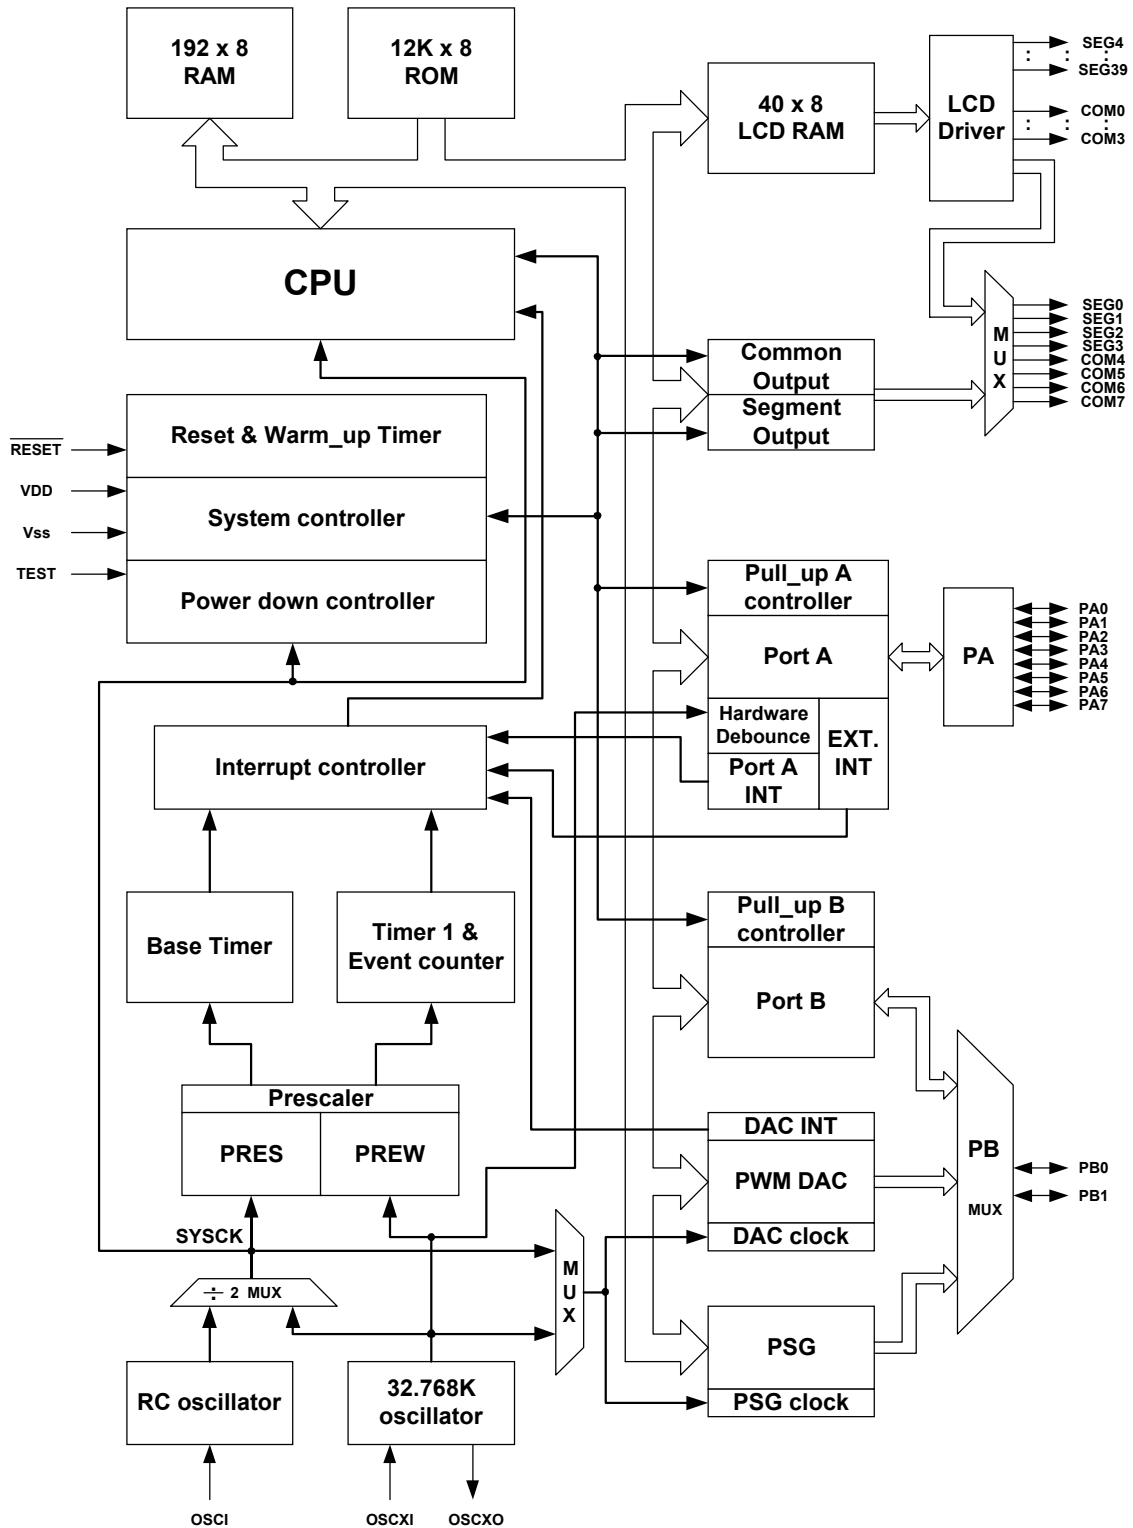 192 x 8
RAM
12K x 8
ROM
40 x 8
LCD RAM
LCD
Driver
SEG4
: : :
SEG39
COM0
: : :
COM3
CPU
Common
Output
Segment
Output
M
U
X
SEG0
SEG1
SEG2
SEG3
COM4
COM5
COM6
COM7
RESET
VDD
Vss
TEST
Reset & Warm_up Timer
System controller
Power down controller
Pull_up A
controller
Port A
Hardware
Debounce
Port A
INT
EXT.
INT
PA
PA0
PA1
PA2
PA3
PA4
PA5
PA6
PA7
Interrupt controller
Base Timer
Timer 1 &
Event counter
Pull_up B
controller
Port B
Prescaler
PRES
PREW
DAC INT
PWM DAC
DAC clock
PB
MUX
PB0
PB1
SYSCK
÷ 2 MUX
M
U
X
PSG
PSG clock
RC oscillator
32.768K
oscillator
OSCI
OSCXI
OSCXO